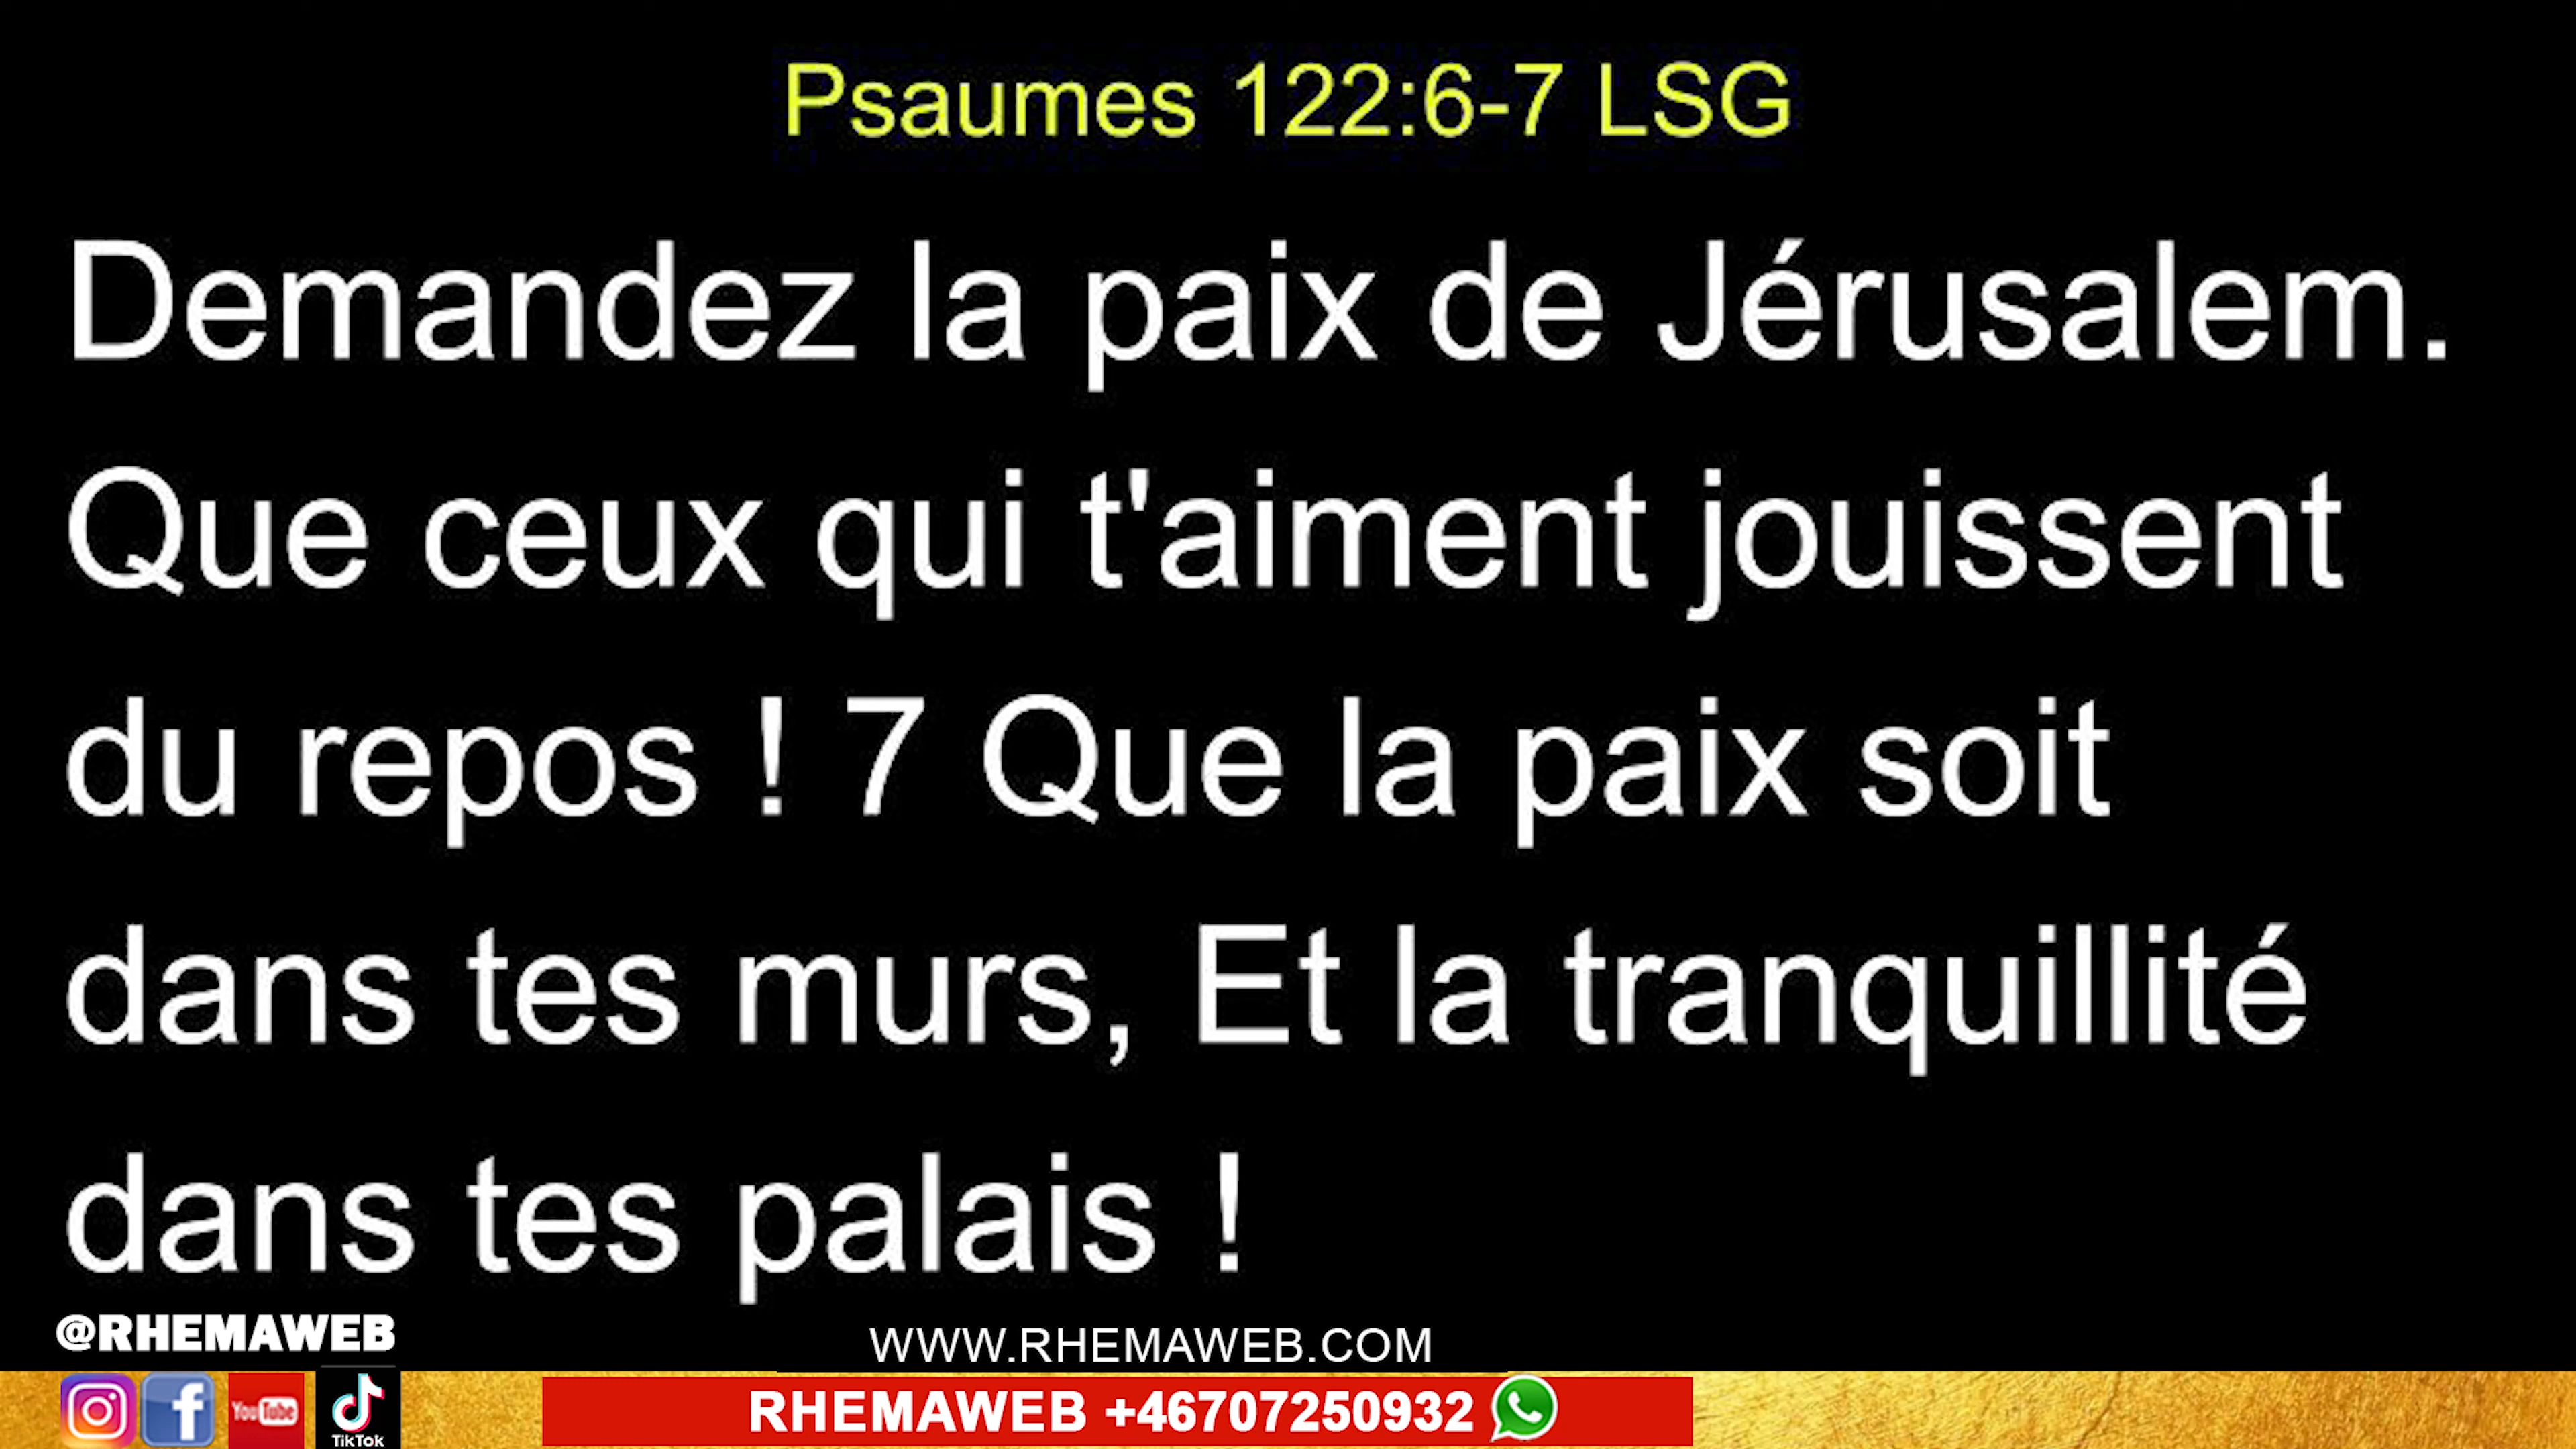 Psaumes 122:6-7 LSG
Demandez la paix de Jérusalem.
Que ceux qui t'aiment jouissent
du repos ! 7 Que la paix soit
dans tes murs, Et la tranquillité
dans tes palais !
@RHEMAWEB
WWW.RHEMAWEB.COM
YouTube
TikTok
RHEMAWEB +46707250932